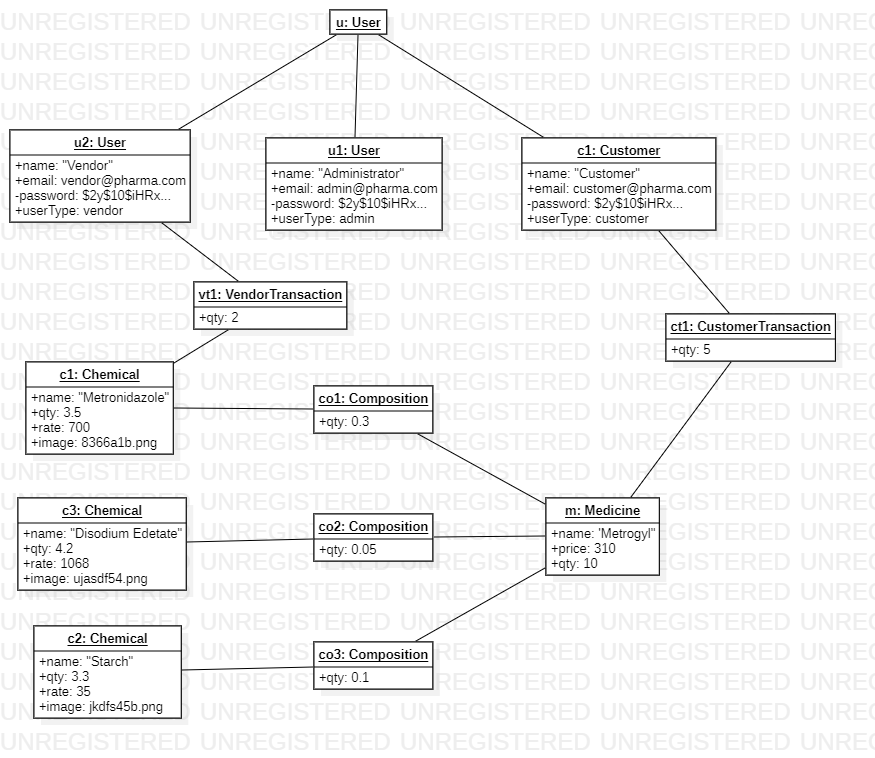 u: User
u2: User
+name: "Vendor"
+email: vendor@pharma.com
-password: $2y$10$iHRx...
+userType: vendor
u1: User
+name: "Administrator"
+email: admin@pharma.com
-password: $2y$10$iHRx...
+userType: admin
c1: Customer
+name: "Customer"
+email: customer@pharma.com
-password: $2y$10$iHRx...
+userType: customer
vt1: VendorTransaction
+qty: 2
ct1: CustomerTransaction
+qty: 5
c1: Chemical
+name: "Metronidazole"
+qty: 3.5
+rate: 700
+image: 8366a1b.png
co1: Composition
+qty: 0.3
c3: Chemical
+name: "Disodium Edetate"
+qty: 4.2
+rate: 1068
+image: ujasdf54.png
co2: Composition
+qty: 0.05
m: Medicine
+name: 'Metrogyl"
+price: 310
+qty: 10
c2: Chemical
+name: "Starch"
+qty: 3.3
+rate: 35
+image: jkdfs45b.png
co3: Composition
+qty: 0.1
UNREGISTERED